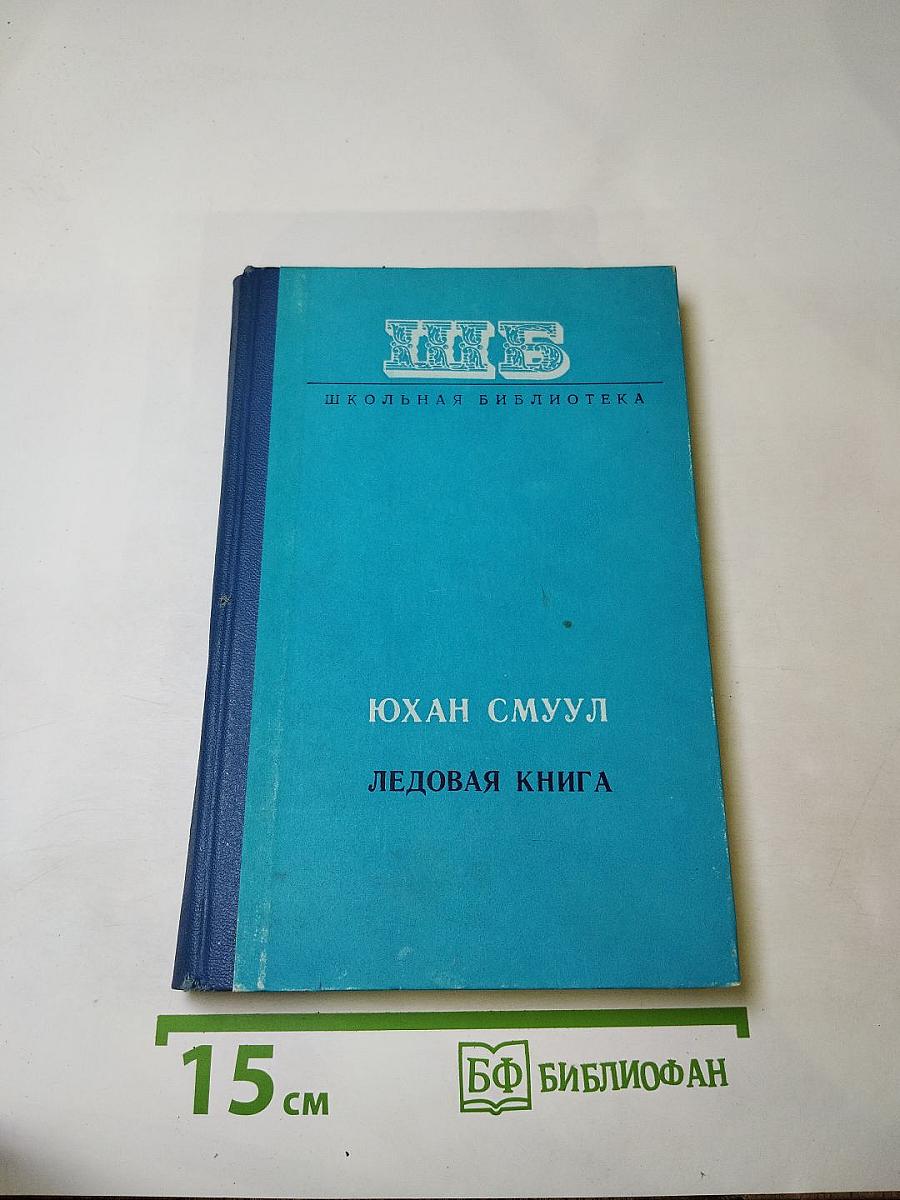 ШБ
ШКОЛЬНАЯ БИБЛИОТЕКА
ЮХАН СМУУЛ
ЛЕДОВАЯ КНИГА
15 см
БФ БИБЛИОФАН